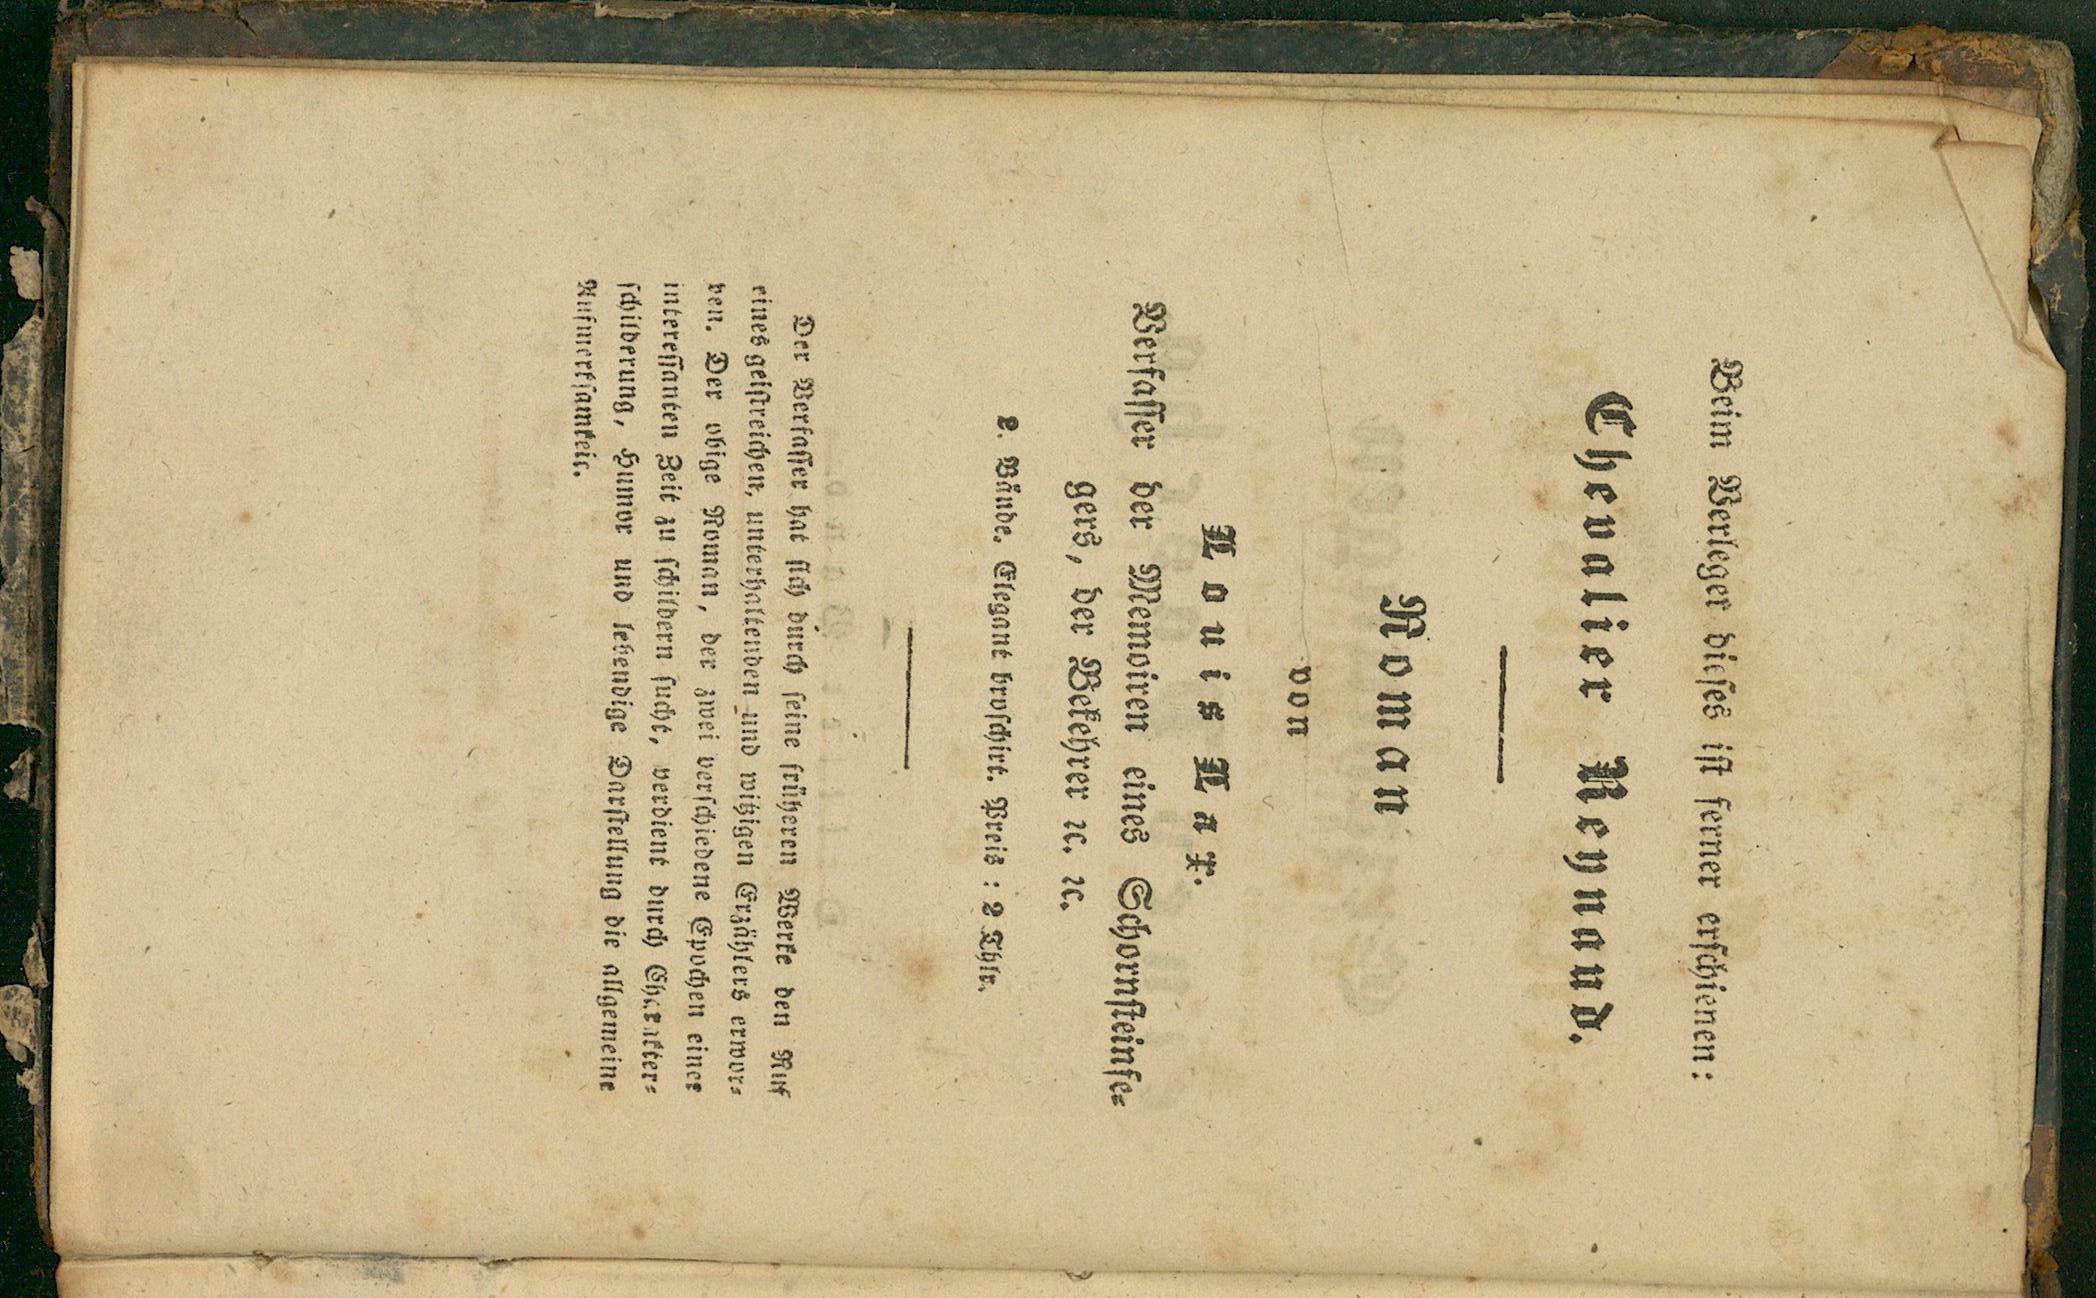 Beim Verleger dieses ist ferner erschienen:
Chevalier Reynaud.
Roman
von
Louis Lax.
Verfasser der Memoiren eines Schornsteinfe-
gers, der Bekehrer ꝛc. ꝛc.
2. Bände. Elegant broschirt. Preis: 2 Thlr.
Der Verfasser hat sich durch seine früheren Werke den Ruf
eines geistreichen, unterhaltenden und witzigen Erzählers erwor-
ben. Der obige Roman, der zwei verschiedene Epochen einer
interessanten Zeit zu schildern sucht, verdient durch Charakter-
schilderung, Humor und lebendige Darstellung die allgemeine
Aufmerksamkeit.